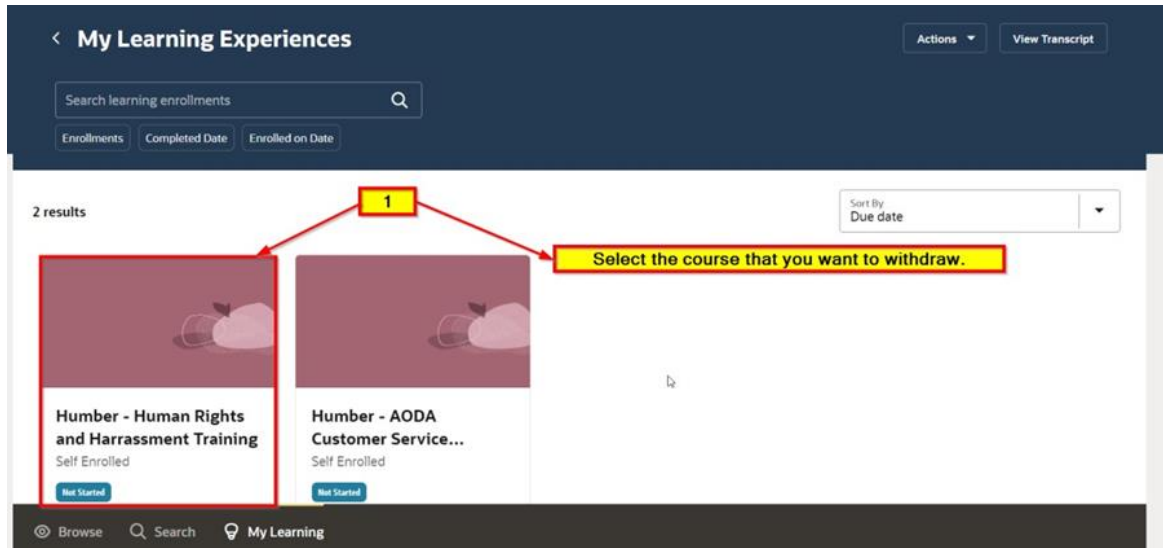 My Learning Experiences
Actions
View Transcript
Search learning enrollments
Enrollments
Completed Date
Enrolled on Date
2 results
1
Sort By
Due date
Select the course that you want to withdraw.
Humber - Human Rights
and Harrassment Training
Self Enrolled
Not Started
Humber - AODA
Customer Service...
Self Enrolled
Not Started
Browse
Search
My Learning